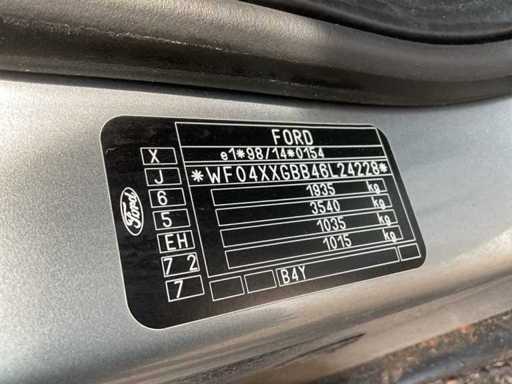 FORD
e1*98/14*0154
*WF04XXGBB46L24228*
1935 kg
3540 kg
1035 kg
1015 kg
B4Y
X
J
6
5
EH
7 2
7
Ford